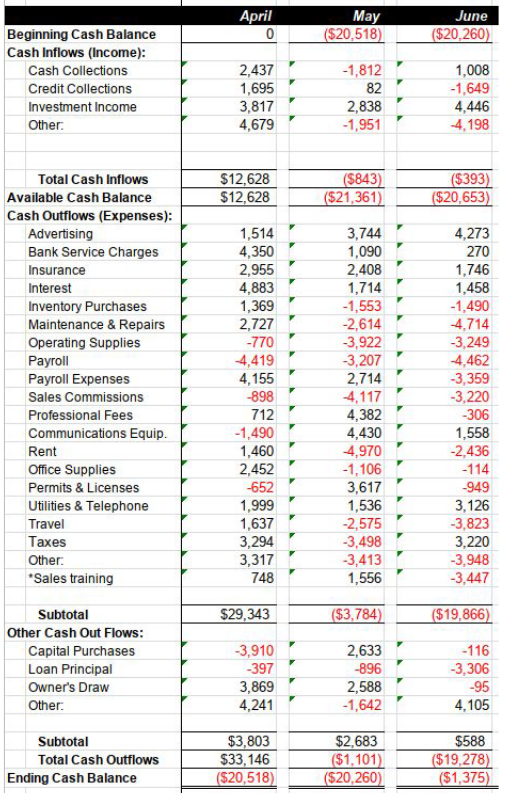 April May June
Beginning Cash Balance 0 ($20,518) ($20,260)
Cash Inflows (Income):
Cash Collections 2,437 -1,812 1,008
Credit Collections 1,695 82 -1,649
Investment Income 3,817 2,838 4,446
Other: 4,679 -1,951 -4,198
Total Cash Inflows $12,628 ($843) ($393)
Available Cash Balance $12,628 ($21,361) ($20,653)
Cash Outflows (Expenses):
Advertising 1,514 3,744 4,273
Bank Service Charges 4,350 1,090 270
Insurance 2,955 2,408 1,746
Interest 4,883 1,714 1,458
Inventory Purchases 1,369 -1,553 -1,490
Maintenance & Repairs 2,727 -2,614 -4,714
Operating Supplies -770 -3,922 -3,249
Payroll -4,419 -3,207 -4,462
Payroll Expenses 4,155 2,714 -3,359
Sales Commissions -898 -4,117 -3,220
Professional Fees 712 4,382 -306
Communications Equip. -1,490 4,430 1,558
Rent 1,460 -4,970 -2,436
Office Supplies 2,452 -1,106 -114
Permits & Licenses -652 3,617 -949
Utilities & Telephone 1,999 1,536 3,126
Travel 1,637 -2,575 -3,823
Taxes 3,294 -3,498 3,220
Other: 3,317 -3,413 -3,948
*Sales training 748 1,556 -3,447
Subtotal $29,343 ($3,784) ($19,866)
Other Cash Out Flows:
Capital Purchases -3,910 2,633 -116
Loan Principal -397 -896 -3,306
Owner's Draw 3,869 2,588 -95
Other: 4,241 -1,642 4,105
Subtotal $3,803 $2,683 $588
Total Cash Outflows $33,146 ($1,101) ($19,278)
Ending Cash Balance ($20,518) ($20,260) ($1,375)